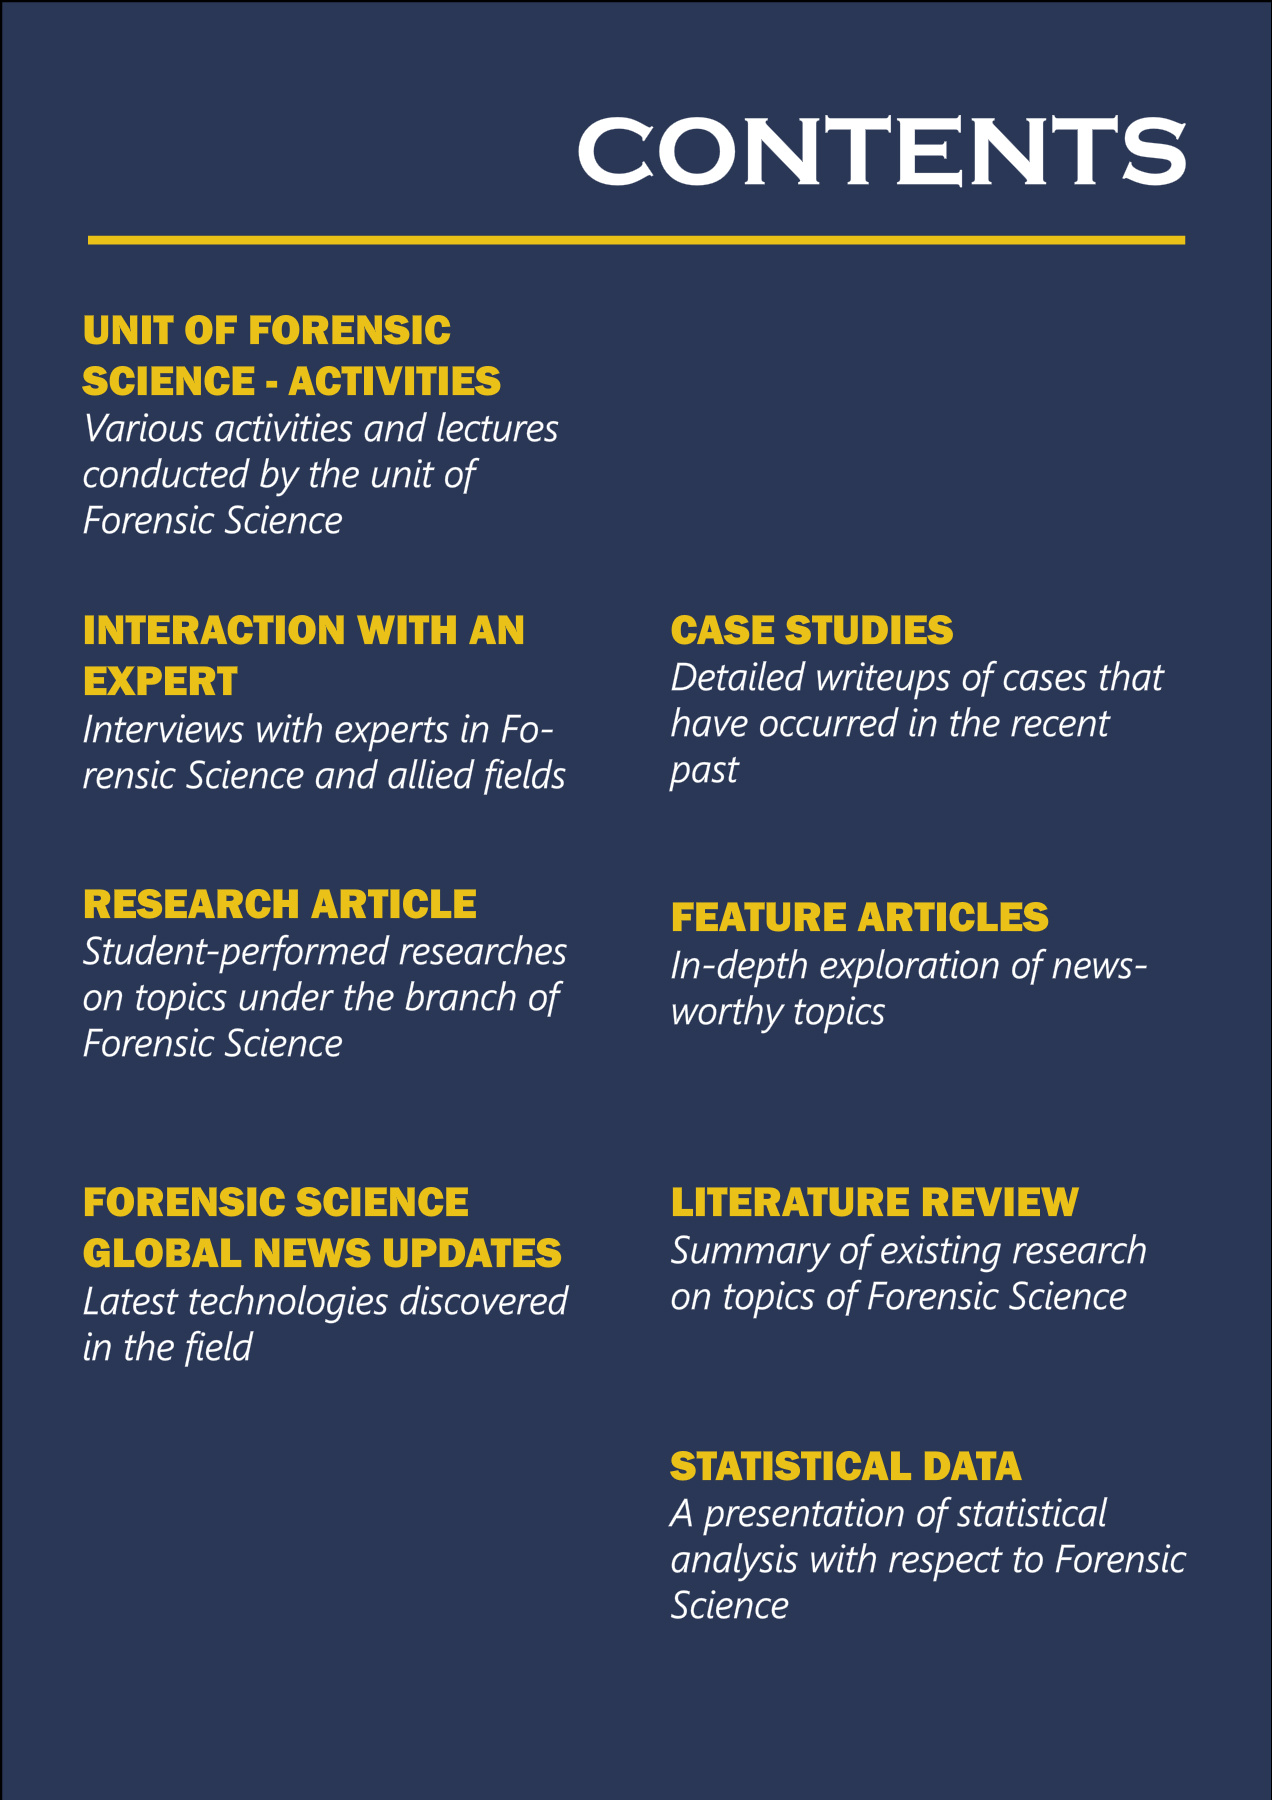 CONTENTS
UNIT OF FORENSIC
SCIENCE - ACTIVITIES
Various activities and lectures
conducted by the unit of
Forensic Science
INTERACTION WITH AN
EXPERT
Interviews with experts in Fo-
rensic Science and allied fields
RESEARCH ARTICLE
Student-performed researches
on topics under the branch of
Forensic Science
FORENSIC SCIENCE
GLOBAL NEWS UPDATES
Latest technologies discovered
in the field
CASE STUDIES
Detailed writeups of cases that
have occurred in the recent
past
FEATURE ARTICLES
In-depth exploration of news-
worthy topics
LITERATURE REVIEW
Summary of existing research
on topics of Forensic Science
STATISTICAL DATA
A presentation of statistical
analysis with respect to Forensic
Science